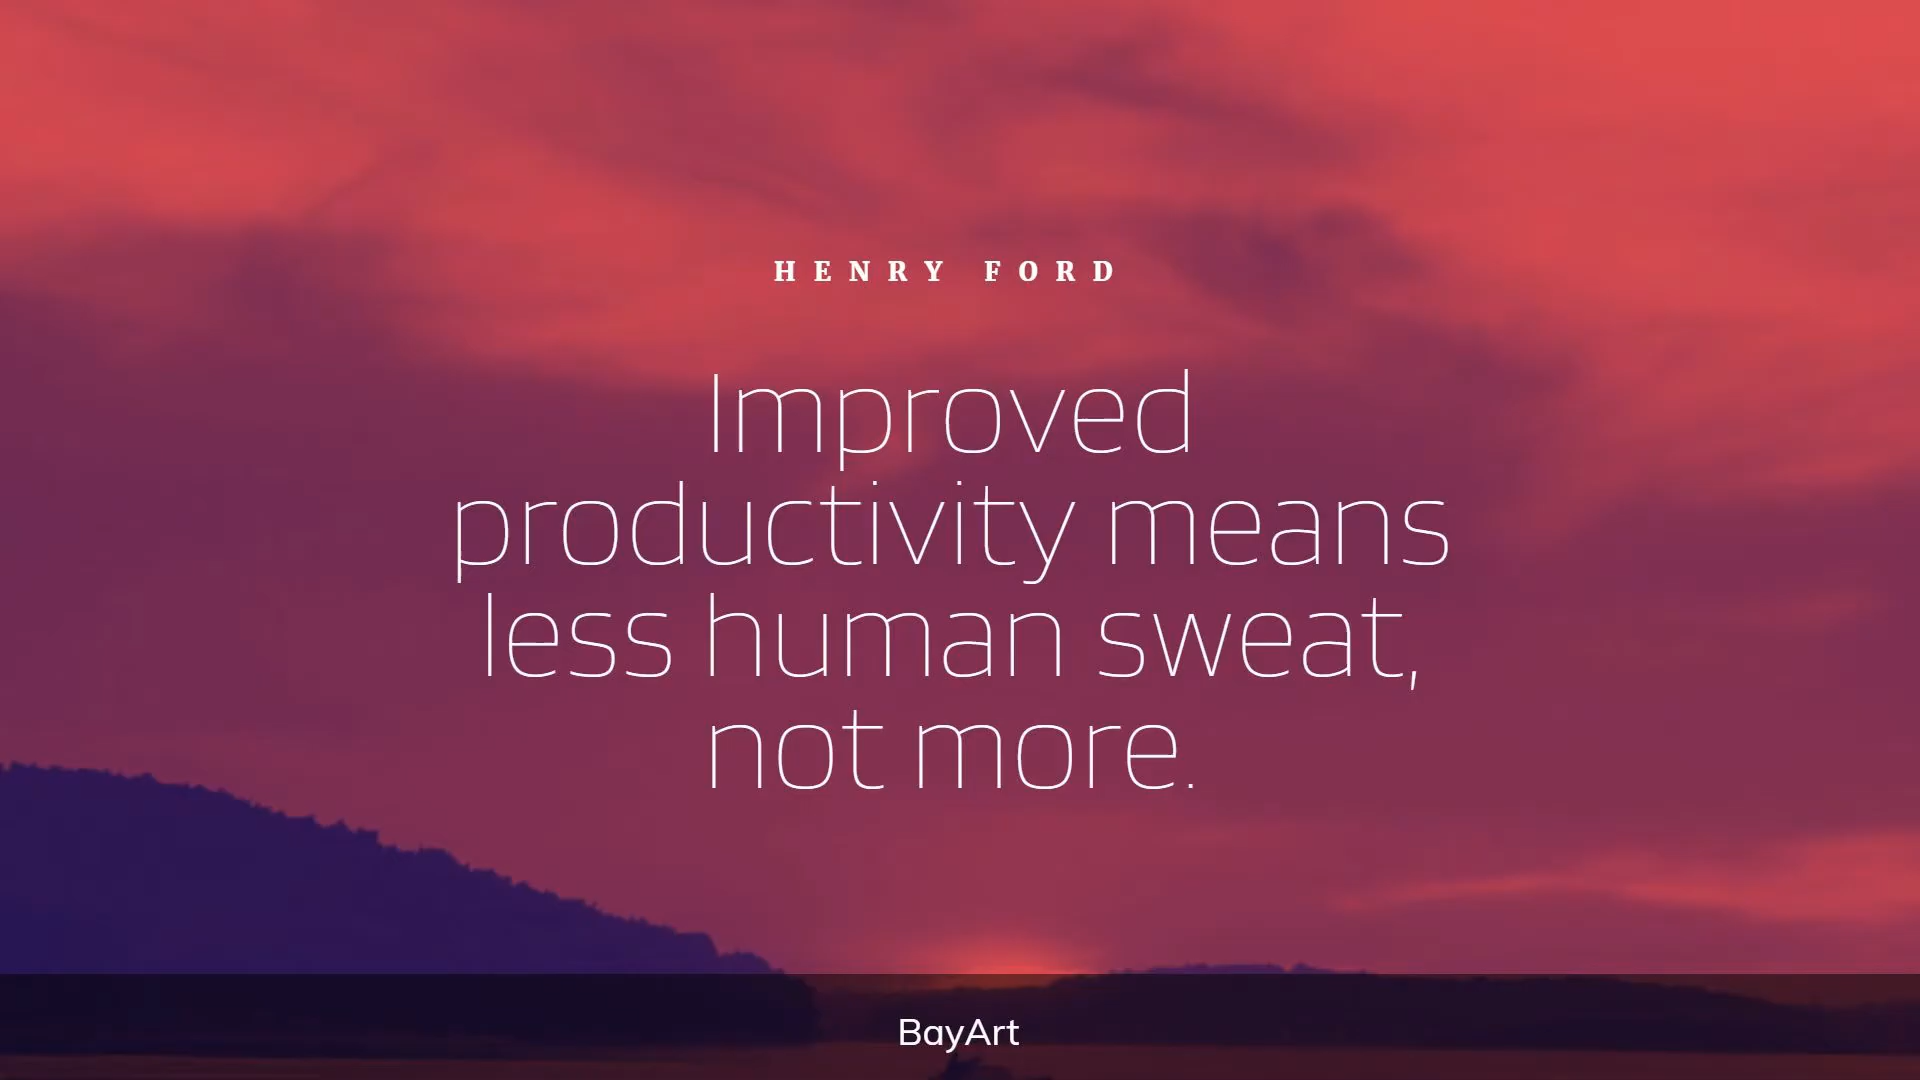 HENRY FORD
Improved
productivity means
less human sweat,
not more.
BayArt